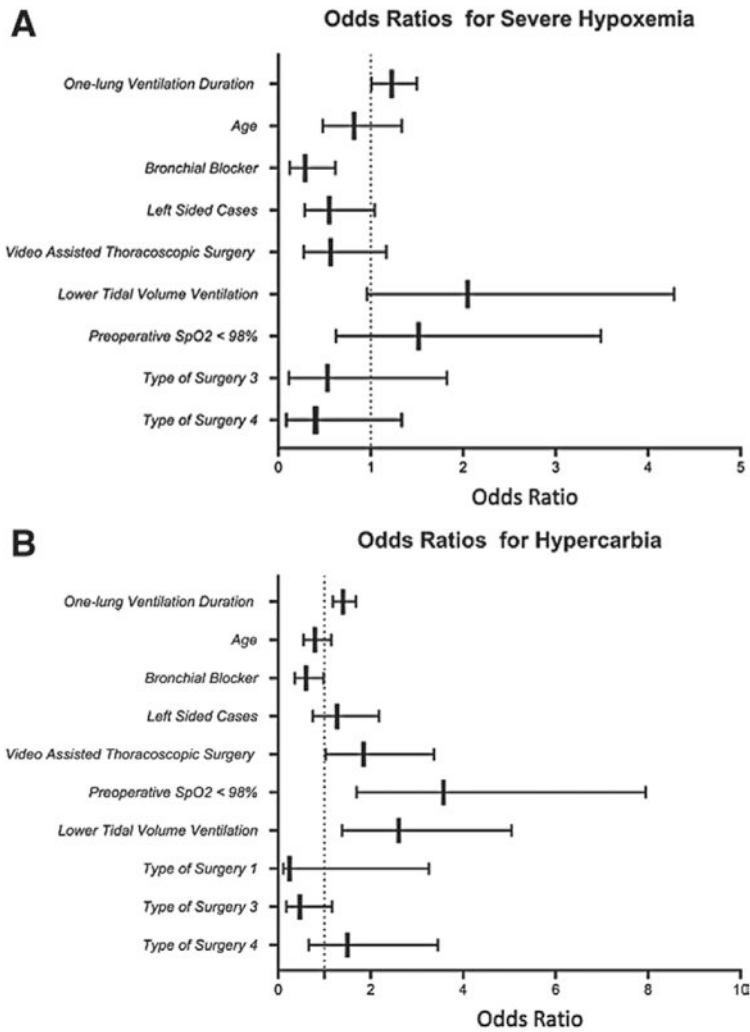 A
Odds Ratios for Severe Hypoxemia
One-lung Ventilation Duration
Age
Bronchial Blocker
Left Sided Cases
Video Assisted Thoracoscopic Surgery
Lower Tidal Volume Ventilation
Preoperative SpO2 < 98%
Type of Surgery 3
Type of Surgery 4
0 1 2 3 4 5
Odds Ratio
B
Odds Ratios for Hypercarbia
One-lung Ventilation Duration
Age
Bronchial Blocker
Left Sided Cases
Video Assisted Thoracoscopic Surgery
Preoperative SpO2 < 98%
Lower Tidal Volume Ventilation
Type of Surgery 1
Type of Surgery 3
Type of Surgery 4
0 2 4 6 8 10
Odds Ratio